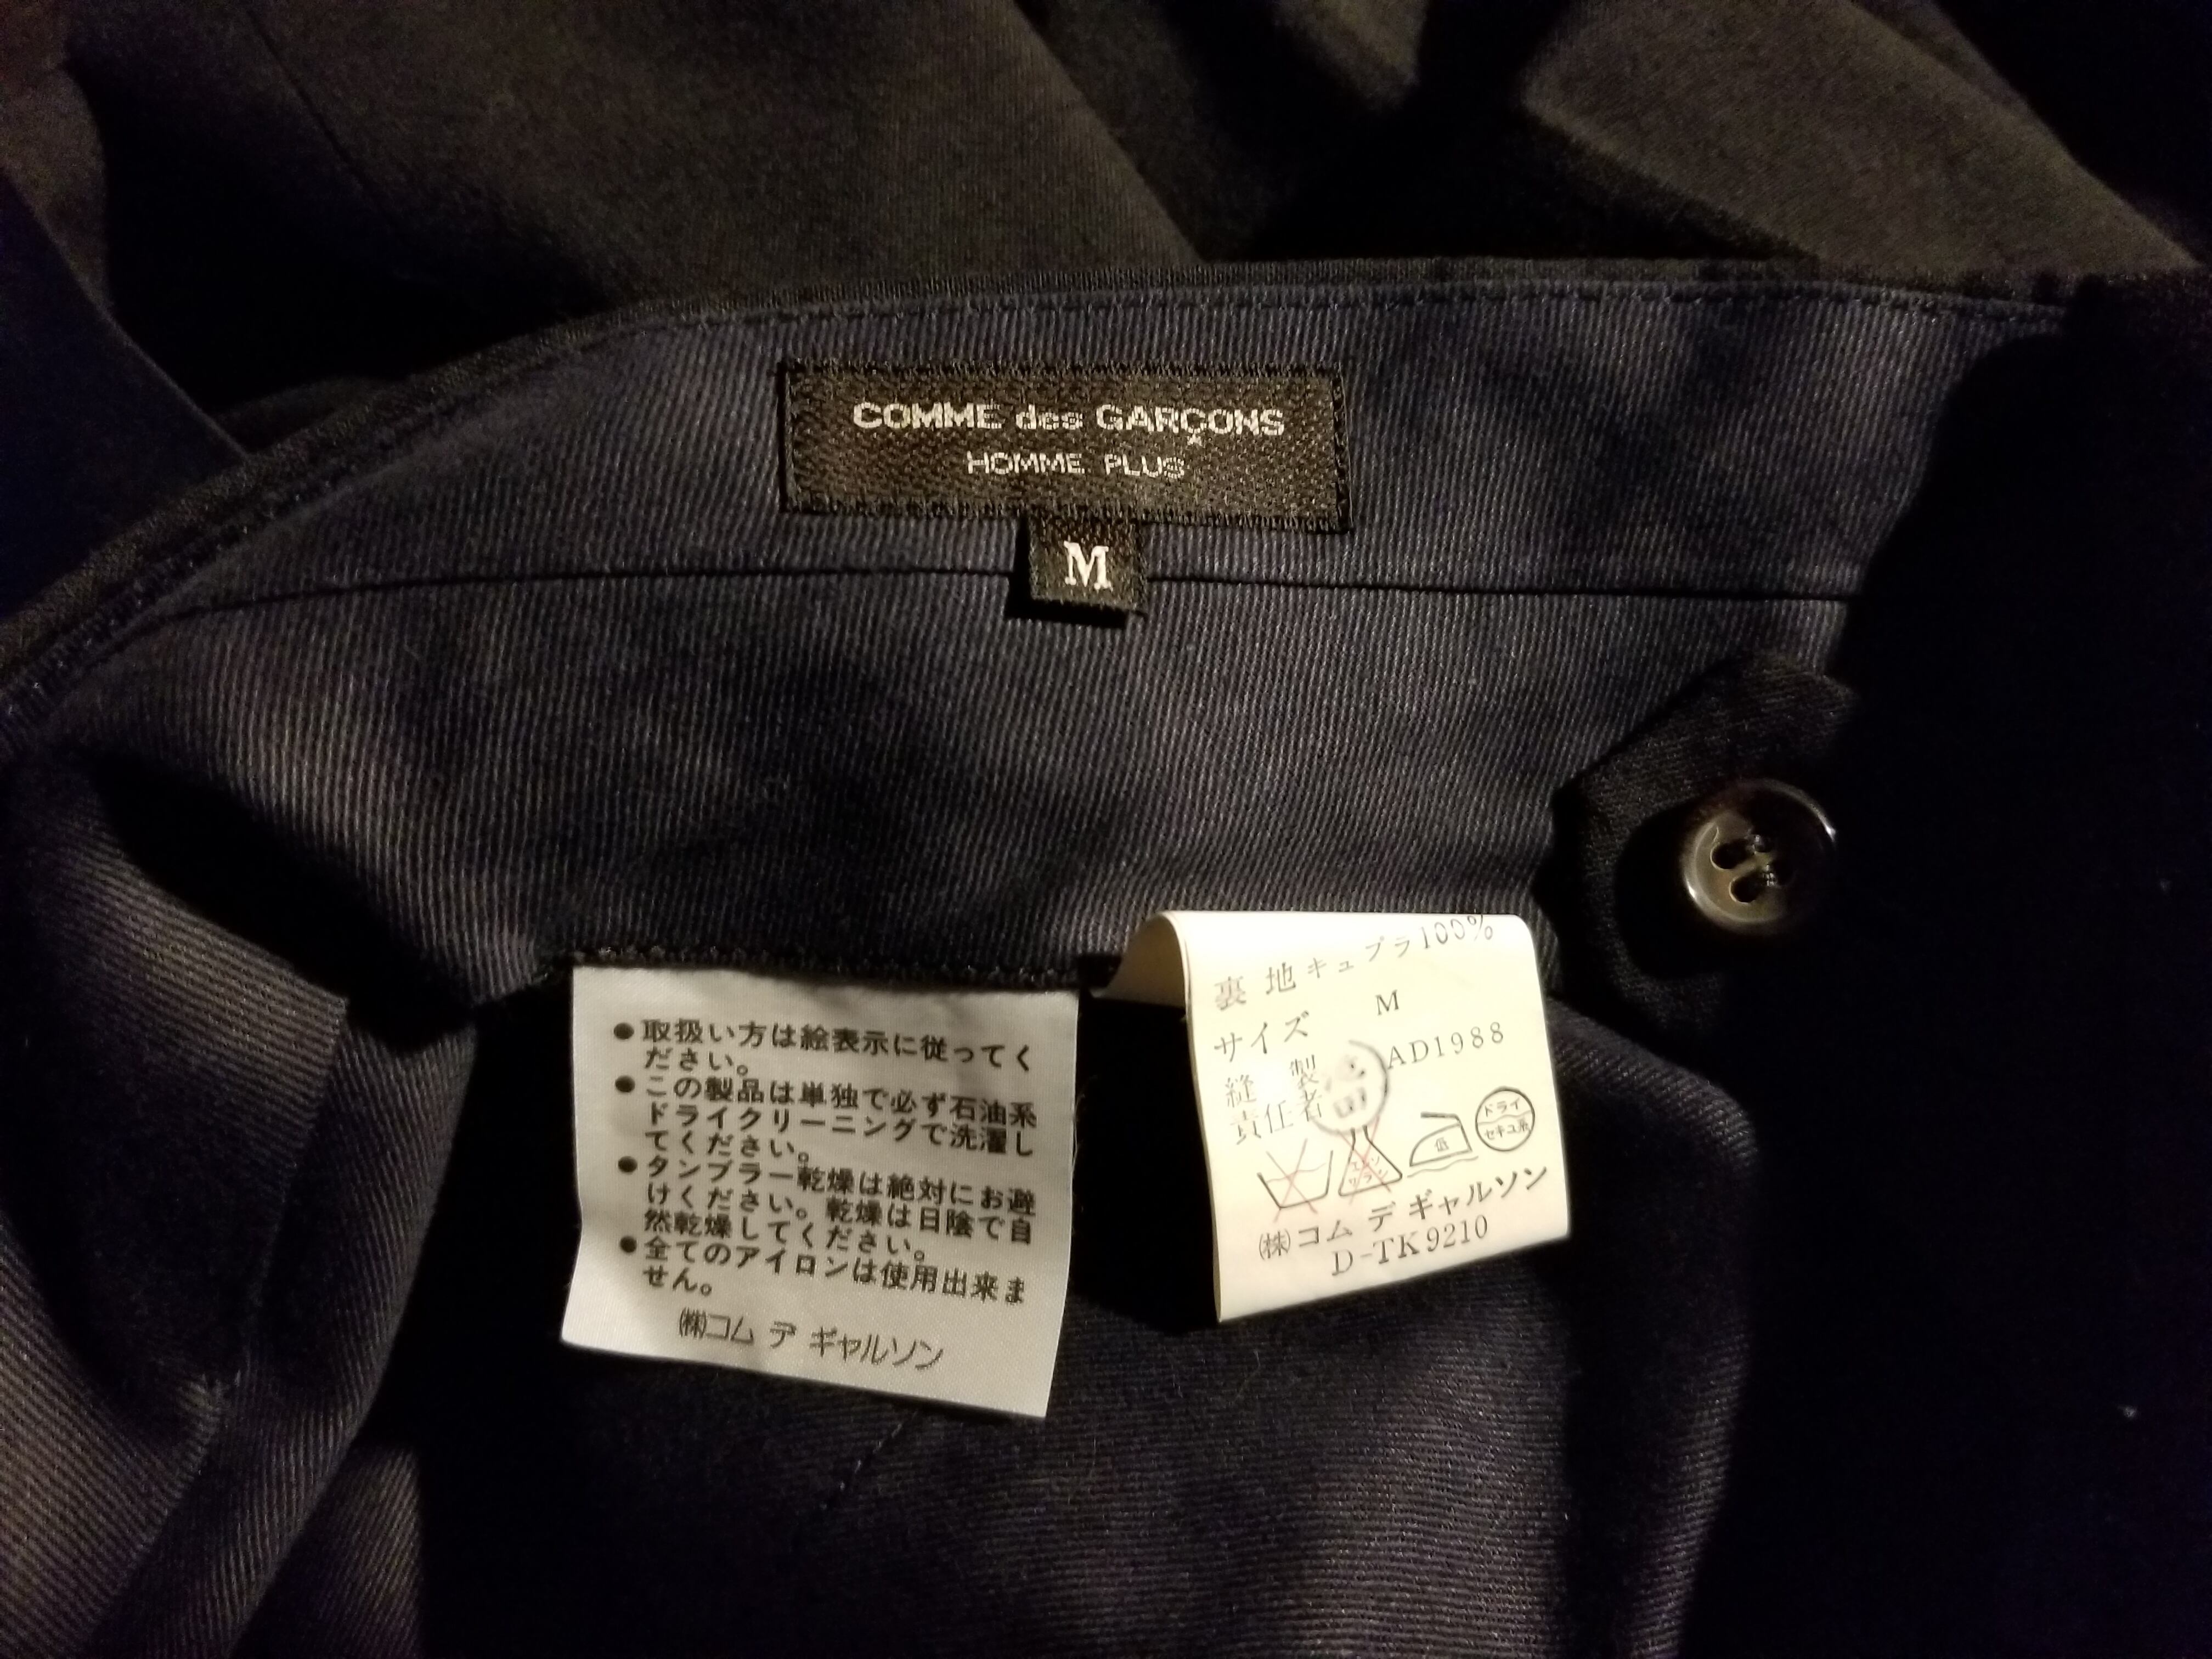 COMME des GARÇONS
HOMME PLUS
M
●取扱い方は絵表示に従ってく
ださい。
●この製品は単独で必ず石油系
ドライクリーニングで洗濯し
てください。
●タンブラー乾燥は絶対にお避
けください。乾燥は日陰で自
然乾燥してください。
●全てのアイロンは使用出来ま
せん。
㈱コム デ ギャルソン
裏 地 キュプラ100%
サイズ M
縫 製 AD1988
責任者
エンソ
サラシ
低
ドライ
セキユ系
㈱コム デ ギャルソン
D-TK9210